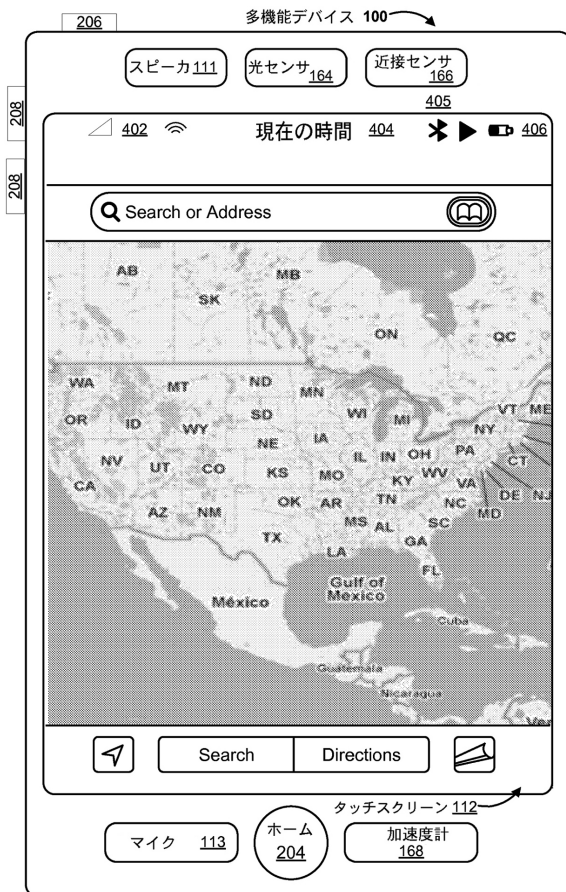 206
多機能デバイス 100
スピーカ 111
光センサ 164
近接センサ 166
208
208
402
現在の時間 404
405
406
Search or Address
AB
SK
MB
ON
QC
WA
MT
ND
MN
OR
ID
WY
SD
WI
MI
VT
ME
NY
NE
IA
NV
UT
CO
KS
IL
IN
OH
PA
CT
CA
MO
KY
WV
VA
DE
NJ
AZ
NM
OK
AR
TN
NC
MD
TX
MS
AL
SC
GA
LA
FL
Gulf of
Mexico
México
Cuba
Guatemala
Nicaragua
Ver
Search
Directions
タッチスクリーン 112
マイク 113
ホーム
204
加速度計
168